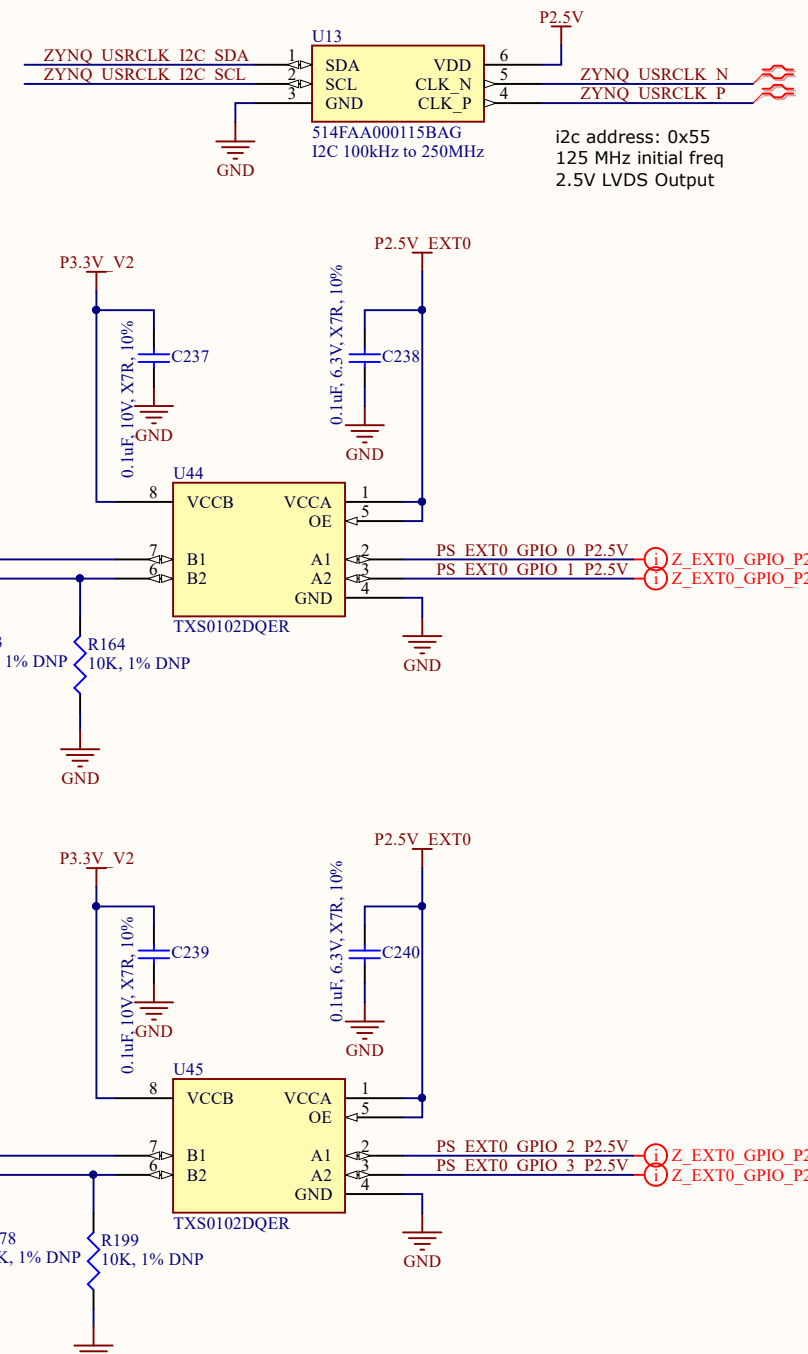 P2.5V
U13
ZYNQ_USRCLK_I2C_SDA 1 SDA VDD 6
ZYNQ_USRCLK_I2C_SCL 2 SCL CLK_N 5 ZYNQ_USRCLK_N
3 GND CLK_P 4 ZYNQ_USRCLK_P
514FAA000115BAG
I2C 100kHz to 250MHz
GND
i2c address: 0x55
125 MHz initial freq
2.5V LVDS Output
P3.3V_V2
P2.5V_EXT0
0.1uF, 10V, X7R, 10%
C237
GND
0.1uF, 6.3V, X7R, 10%
C238
GND
U44
8 VCCB VCCA 1
OE 5
7 B1 A1 2 PS_EXT0_GPIO_0_P2.5V i Z_EXT0_GPIO_P2
6 B2 A2 3 PS_EXT0_GPIO_1_P2.5V i Z_EXT0_GPIO_P2
GND 4
TXS0102DQER
GND
3
1% DNP
R164
10K, 1% DNP
GND
P3.3V_V2
P2.5V_EXT0
0.1uF, 10V, X7R, 10%
C239
GND
0.1uF, 6.3V, X7R, 10%
C240
GND
U45
8 VCCB VCCA 1
OE 5
7 B1 A1 2 PS_EXT0_GPIO_2_P2.5V i Z_EXT0_GPIO_P2
6 B2 A2 3 PS_EXT0_GPIO_3_P2.5V i Z_EXT0_GPIO_P2
GND 4
TXS0102DQER
GND
78
K, 1% DNP
R199
10K, 1% DNP